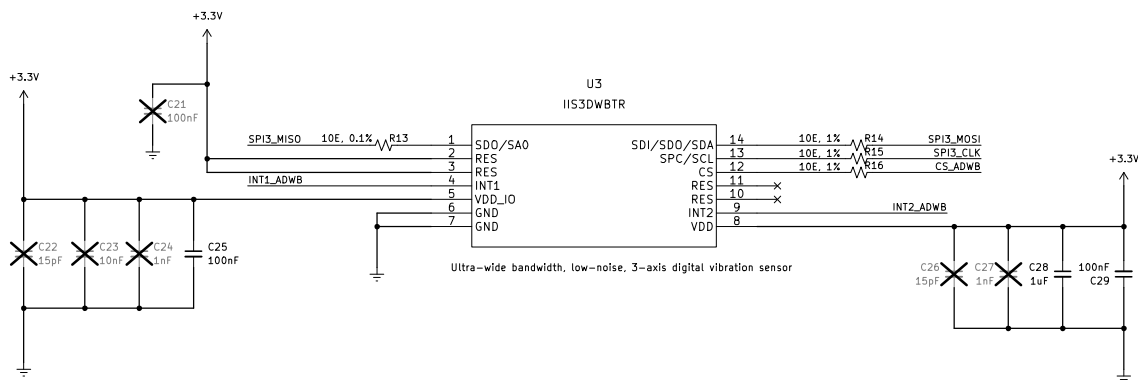 +3.3V
+3.3V
C21
100nF
U3
IIS3DWBTR
SPI3_MISO 10E, 0.1% R13 1 SDO/SA0
2 RES
3 RES
INT1_ADWB 4 INT1
5 VDD_IO
6 GND
7 GND
SDI/SDO/SDA 14 10E, 1% R14 SPI3_MOSI
SPC/SCL 13 10E, 1% R15 SPI3_CLK
CS 12 10E, 1% R16 CS_ADWB
RES 11
RES 10
INT2 9 INT2_ADWB
VDD 8
+3.3V
C22
15pF
C23
10nF
C24
1nF
C25
100nF
Ultra-wide bandwidth, low-noise, 3-axis digital vibration sensor
C26
15pF
C27
1nF
C28
1uF
100nF
C29